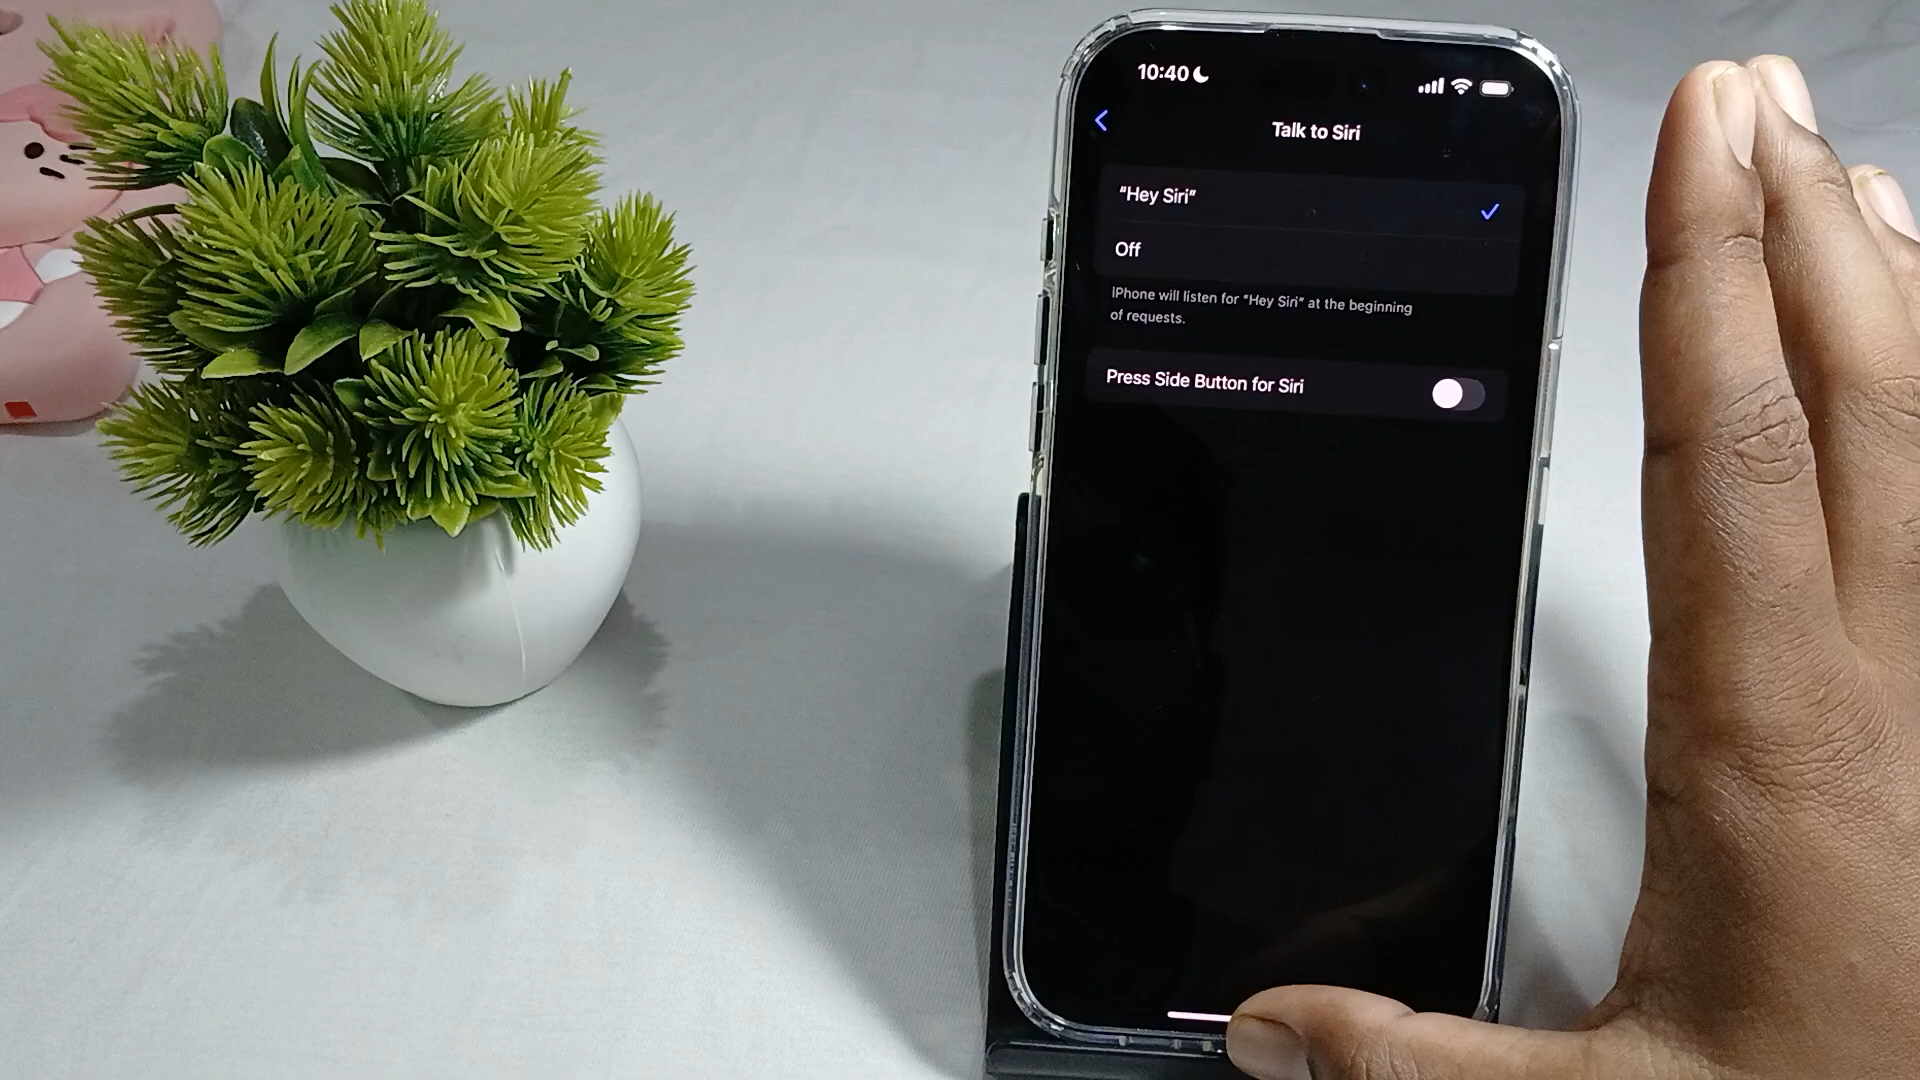 10:40
Talk to Siri
“Hey Siri”
Off
iPhone will listen for “Hey Siri” at the beginning
of requests.
Press Side Button for Siri